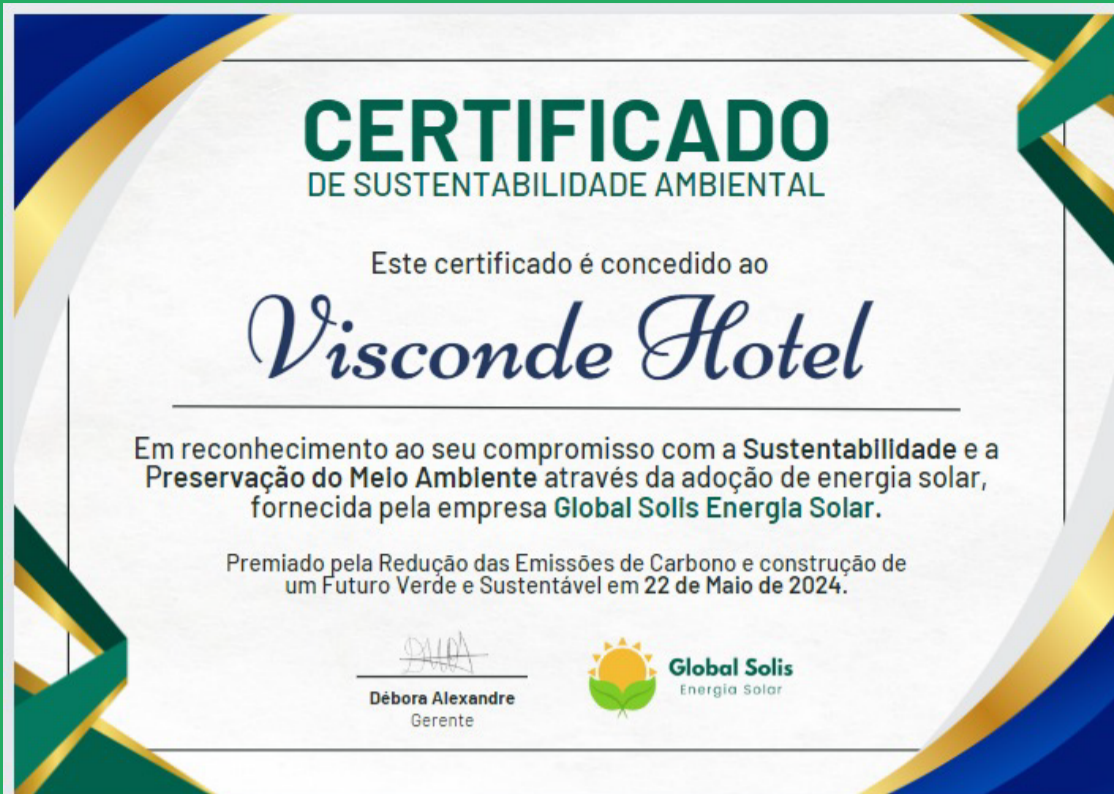 CERTIFICADO
DE SUSTENTABILIDADE AMBIENTAL
Este certificado é concedido ao
Visconde Hotel
Em reconhecimento ao seu compromisso com a Sustentabilidade e a
Preservação do Meio Ambiente através da adoção de energia solar,
fornecida pela empresa Global Solis Energia Solar.
Premiado pela Redução das Emissões de Carbono e construção de
um Futuro Verde e Sustentável em 22 de Maio de 2024.
Débora Alexandre
Gerente
Global Solis
Energia Solar